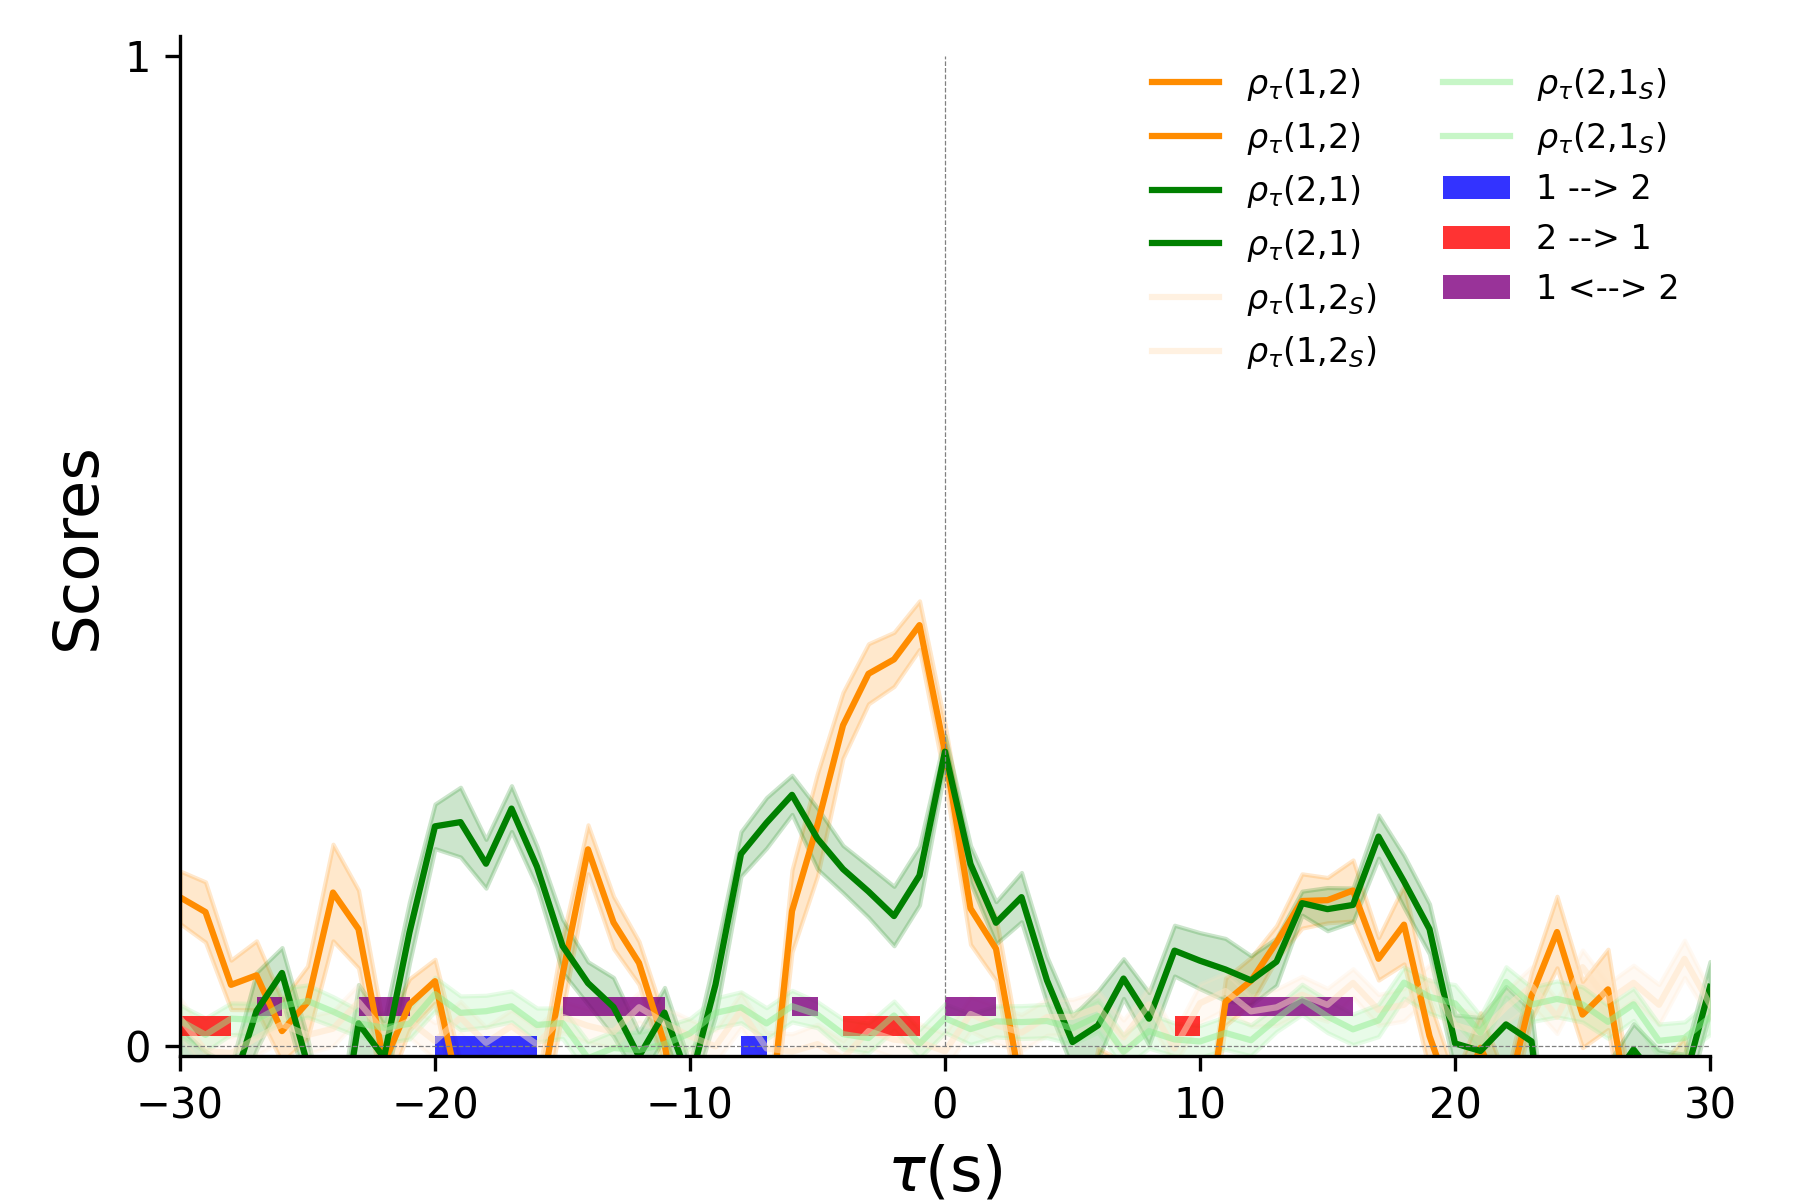 Scores
1
0
−30 −20 −10 0 10 20 30
τ(s)
ρτ(1,2)
ρτ(1,2)
ρτ(2,1)
ρτ(2,1)
ρτ(1,2S)
ρτ(1,2S)
ρτ(2,1S)
ρτ(2,1S)
1 --> 2
2 --> 1
1 <--> 2